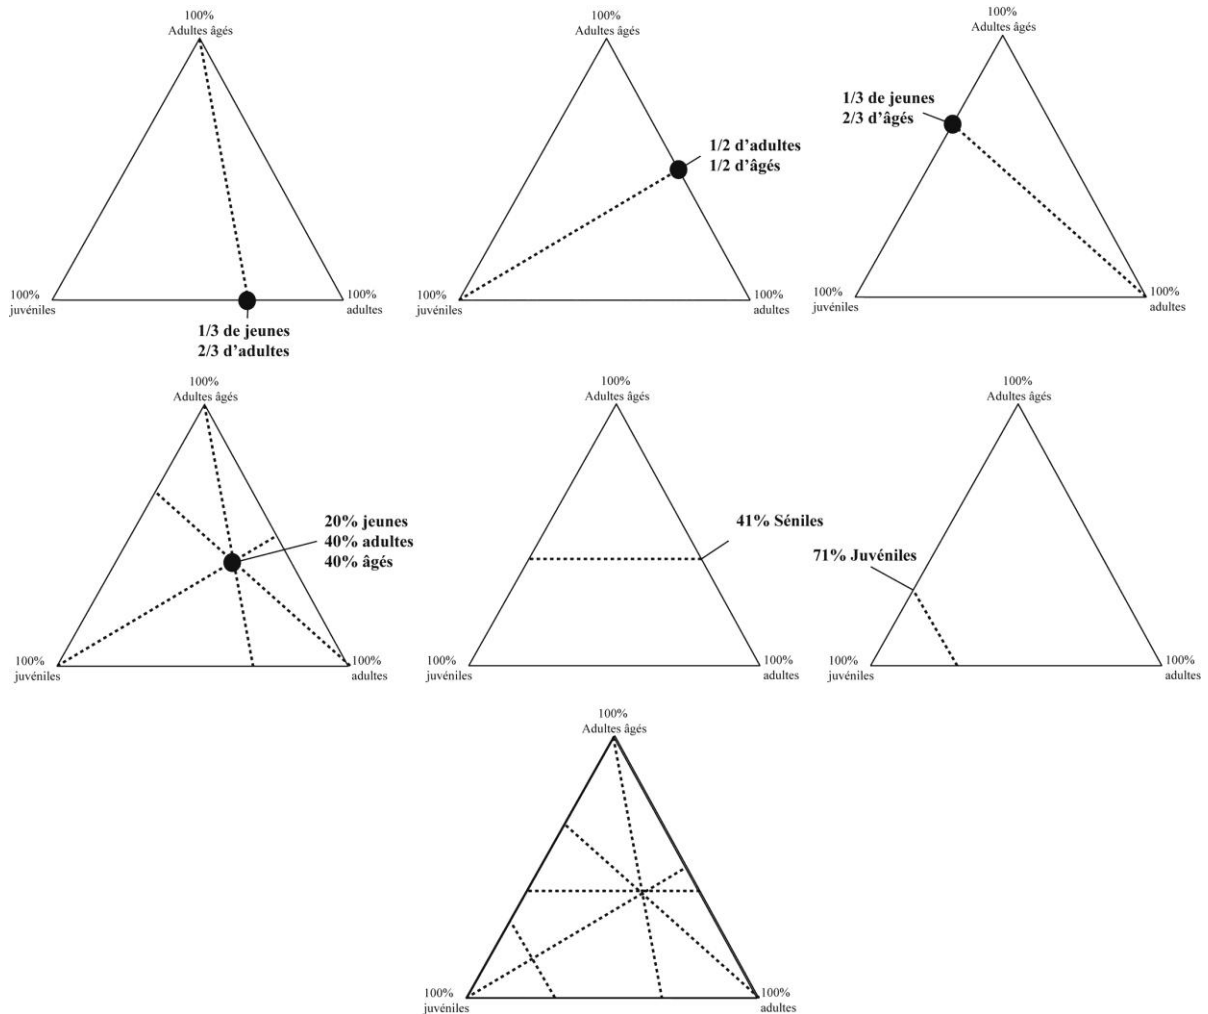 100%
Adultes âgés
100%
juvéniles
100%
adultes
1/3 de jeunes
2/3 d’adultes
100%
Adultes âgés
1/2 d’adultes
1/2 d’âgés
100%
juvéniles
100%
adultes
100%
Adultes âgés
1/3 de jeunes
2/3 d’âgés
100%
juvéniles
100%
adultes
100%
Adultes âgés
20% jeunes
40% adultes
40% âgés
100%
juvéniles
100%
adultes
100%
Adultes âgés
41% Séniles
100%
juvéniles
100%
adultes
100%
Adultes âgés
71% Juvéniles
100%
juvéniles
100%
adultes
100%
Adultes âgés
100%
juvéniles
100%
adultes